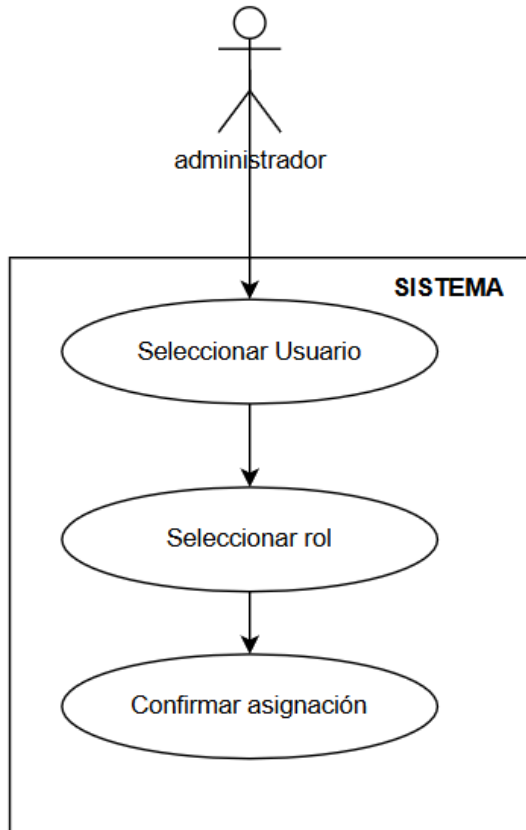 administrador
SISTEMA
Seleccionar Usuario
Seleccionar rol
Confirmar asignación